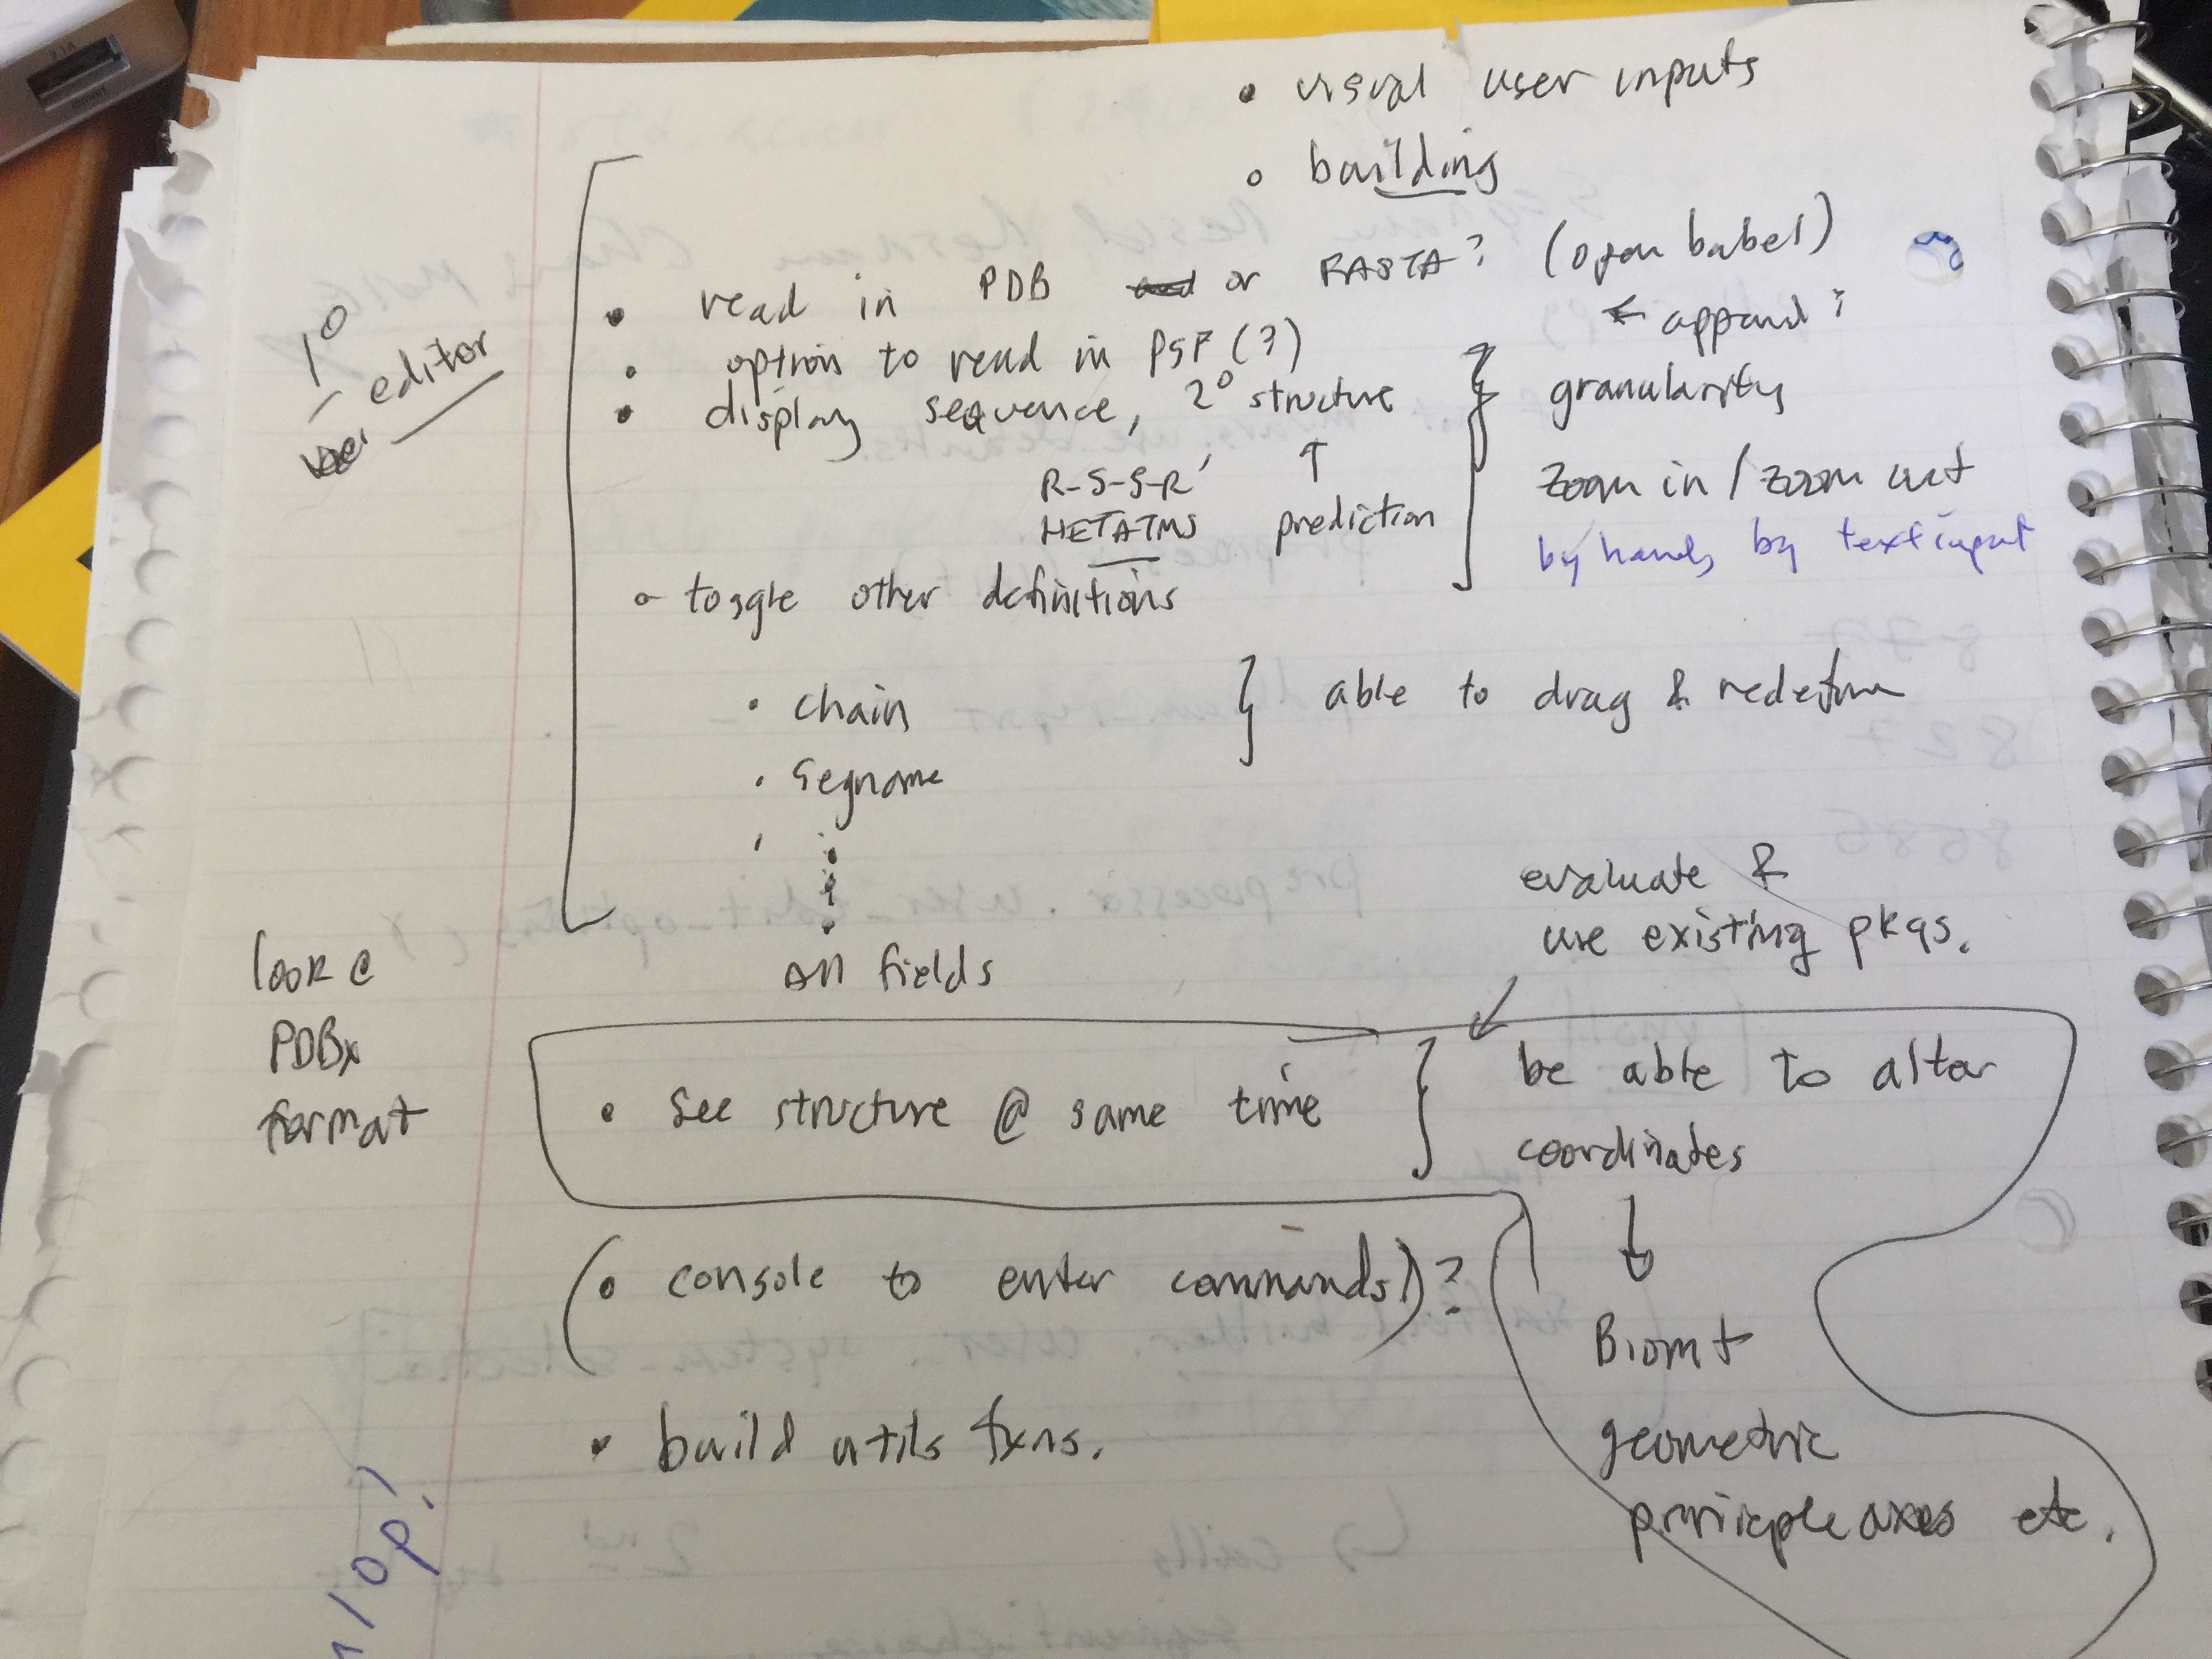 • visual user inputs
• building
• read in PDB or FASTA? (open babel)
← append?
1° editor
• option to read in PSF (?)
• display sequence, 2° structure } granularity
R-S-S-R' ↑
HETATMS prediction
zoom in / zoom out
by hand, by text input
• toggle other definitions
• chain } able to drag & redefine
• segname
All fields
look @
PDBx
format
evaluate &
use existing pkgs.
• see structure @ same time } be able to alter
coordinates
↓
(• console to enter commands)?
Biomt
geometric
principle axes etc.
• build utils fxns.